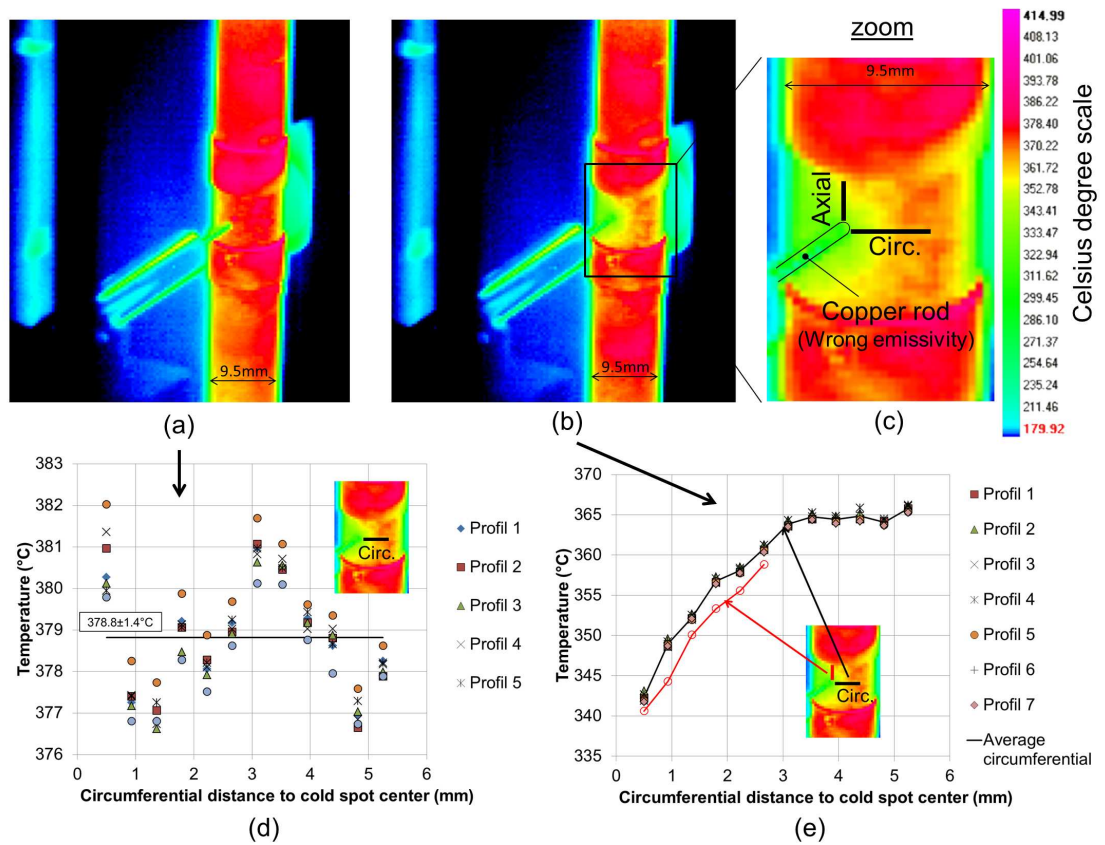 zoom
9.5mm
9.5mm
9.5mm
Axial
Circ.
Copper rod
(Wrong emissivity)
414.99
408.13
401.06
393.78
386.22
378.40
370.22
361.72
352.78
343.41
333.47
322.94
311.62
299.45
286.10
271.37
254.64
235.24
211.46
179.92
Celsius degree scale
(a)
(b)
(c)
383
382
381
380
379
378
377
376
Temperature (°C)
378.8±1.4°C
Circ.
0
1
2
3
4
5
6
Circumferential distance to cold spot center (mm)
Profil 1
Profil 2
Profil 3
Profil 4
Profil 5
(d)
370
365
360
355
350
345
340
335
Temperature (°C)
Circ.
0
1
2
3
4
5
6
Circumferential distance to cold spot center (mm)
Profil 1
Profil 2
Profil 3
Profil 4
Profil 5
Profil 6
Profil 7
Average
circumferential
(e)